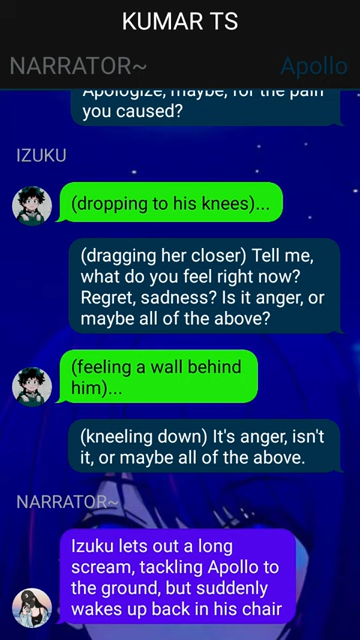 KUMAR TS
NARRATOR~
Apollo
Apologize, maybe, for the pain
you caused?
IZUKU
(dropping to his knees)...
(dragging her closer) Tell me,
what do you feel right now?
Regret, sadness? Is it anger, or
maybe all of the above?
(feeling a wall behind
him)...
(kneeling down) It's anger, isn't
it, or maybe all of the above.
NARRATOR~
Izuku lets out a long
scream, tackling Apollo to
the ground, but suddenly
wakes up back in his chair